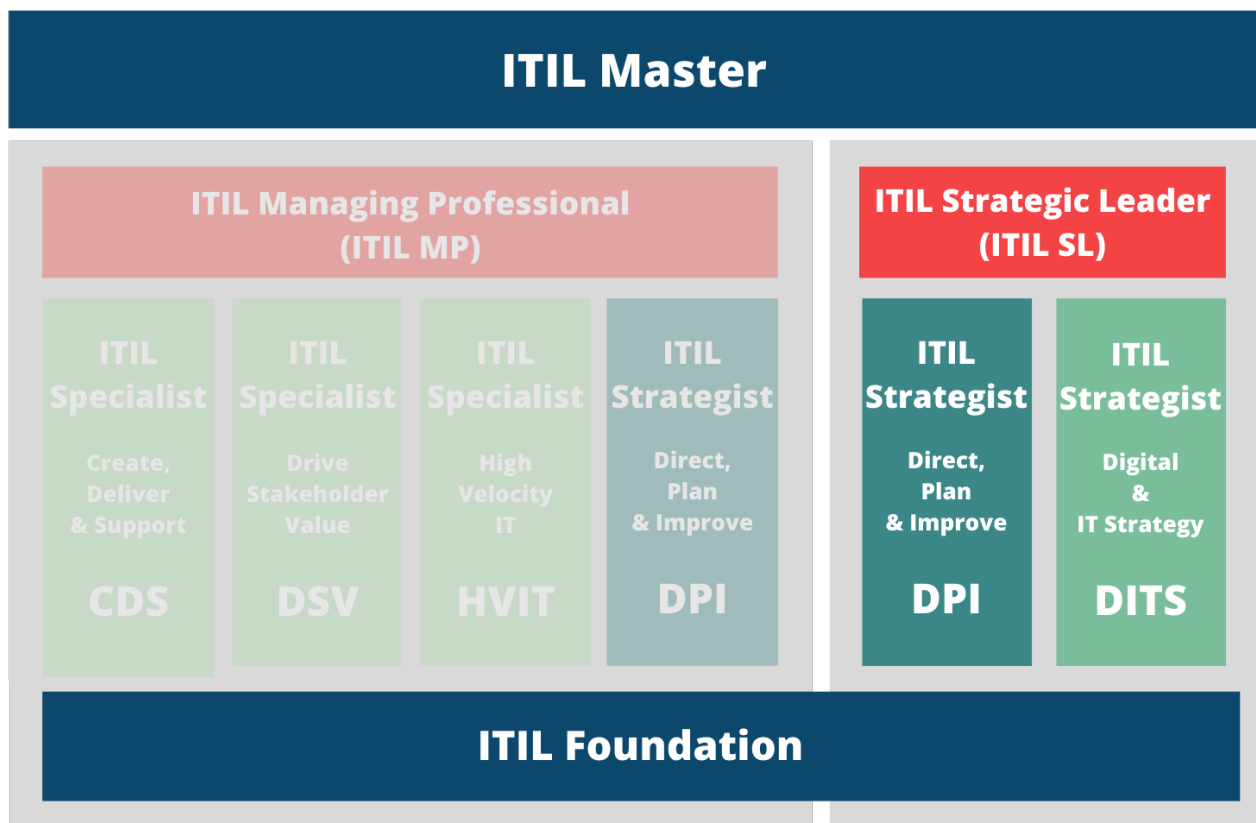 ITIL Master
ITIL Managing Professional
(ITIL MP)
ITIL
Specialist
Create,
Deliver
& Support
CDS
ITIL
Specialist
Drive
Stakeholder
Value
DSV
ITIL
Specialist
High
Velocity
IT
HVIT
ITIL
Strategist
Direct,
Plan
& Improve
DPI
ITIL Strategic Leader
(ITIL SL)
ITIL
Strategist
Direct,
Plan
& Improve
DPI
ITIL
Strategist
Digital
&
IT Strategy
DITS
ITIL Foundation